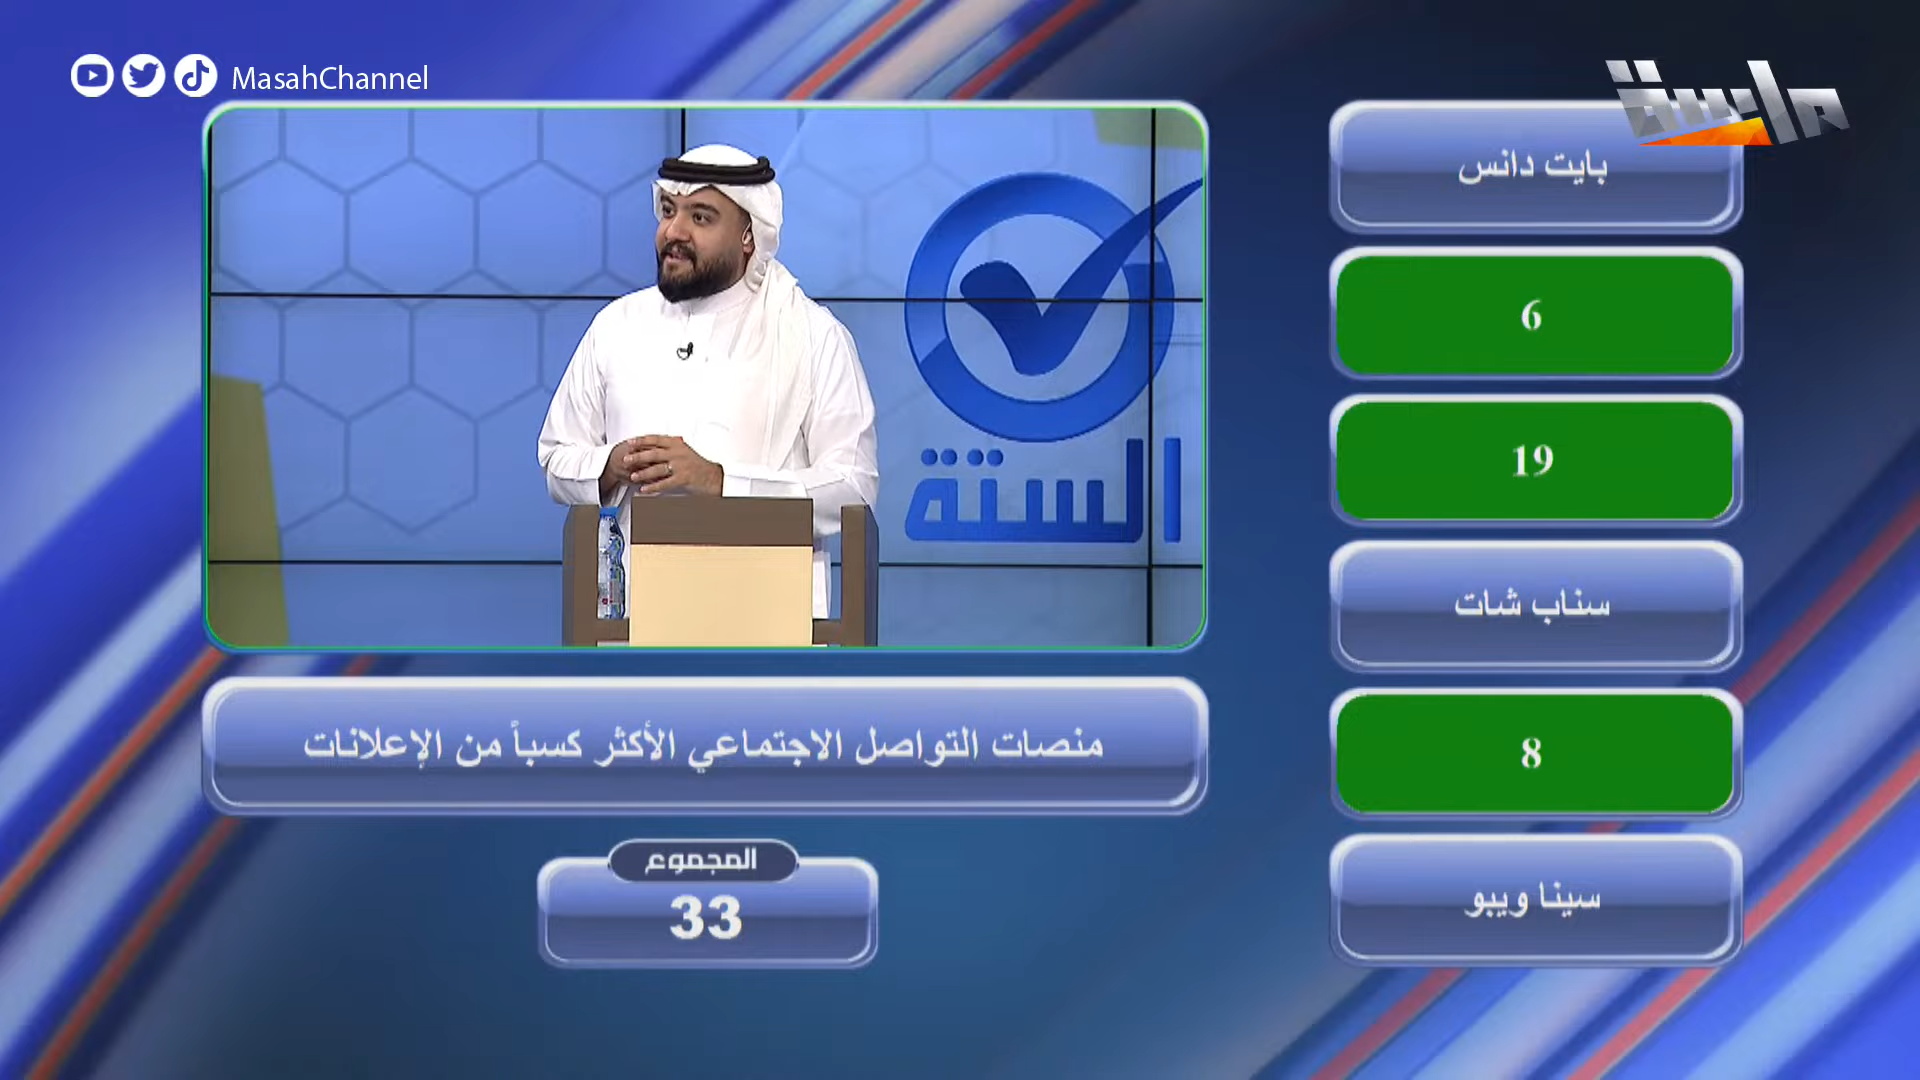 MasahChannel
ماسة
بايت دانس
6
19
سناب شات
8
سينا ويبو
الستة
منصات التواصل الاجتماعي الأكثر كسباً من الإعلانات
المجموع
33